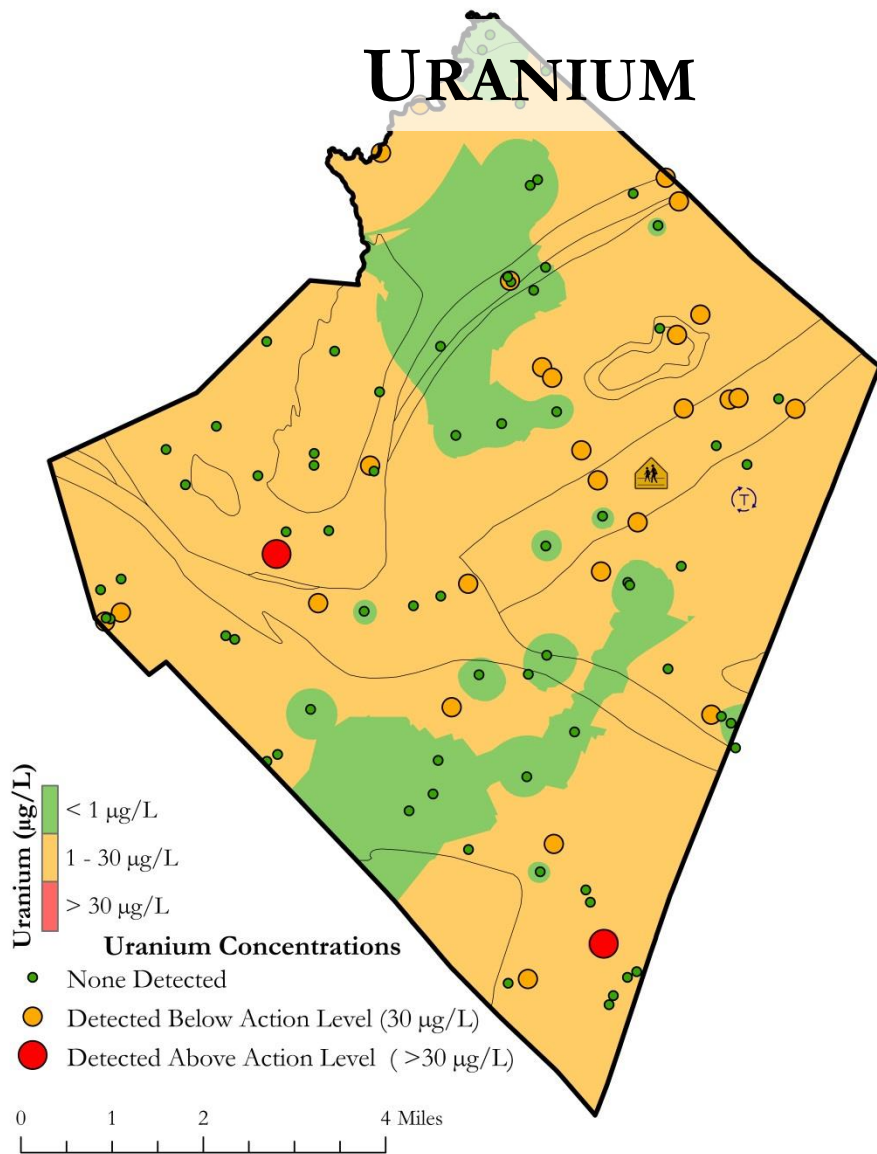 URANIUM
T
Uranium (µg/L)
< 1 µg/L
1 - 30 µg/L
> 30 µg/L
Uranium Concentrations
None Detected
Detected Below Action Level (30 µg/L)
Detected Above Action Level ( >30 µg/L)
0 1 2 4 Miles